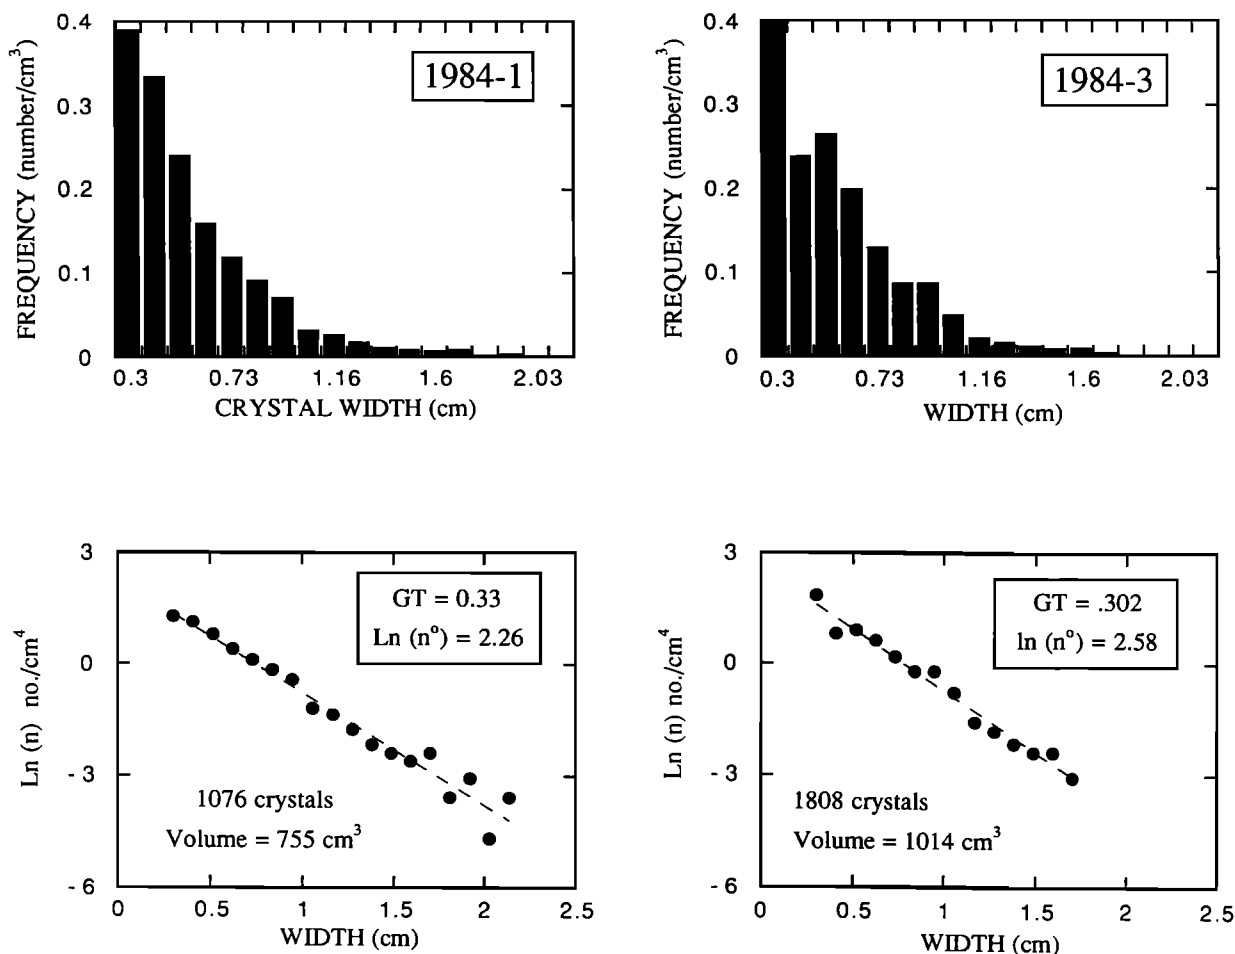 1984-1
FREQUENCY (number/cm³)
0.4
0.3
0.2
0.1
0
0.3 0.73 1.16 1.6 2.03
CRYSTAL WIDTH (cm)
1984-3
FREQUENCY (number/cm³)
0.4
0.3
0.2
0.1
0
0.3 0.73 1.16 1.6 2.03
WIDTH (cm)
Ln (n) no./cm⁴
3
0
- 3
- 6
GT = 0.33
Ln (nº) = 2.26
1076 crystals
Volume = 755 cm³
0 0.5 1 1.5 2 2.5
WIDTH (cm)
Ln (n) no./cm⁴
3
0
- 3
- 6
GT = .302
ln (nº) = 2.58
1808 crystals
Volume = 1014 cm³
0 0.5 1 1.5 2 2.5
WIDTH (cm)